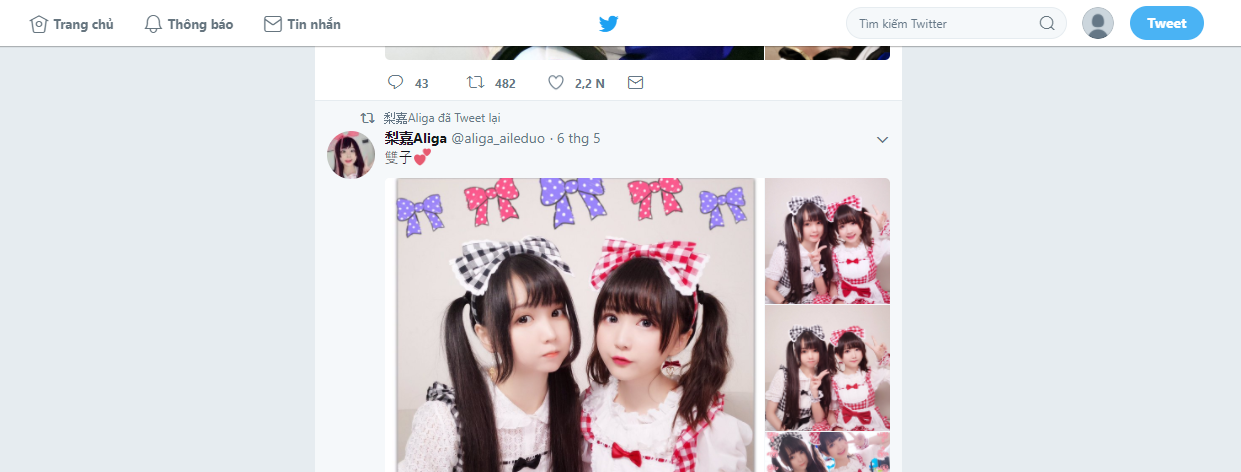 Trang chủ
Thông báo
Tin nhắn
Tìm kiếm Twitter
Tweet
43
482
2,2 N
梨嘉Aliga đã Tweet lại
梨嘉Aliga @aliga_aileduo · 6 thg 5
雙子💕